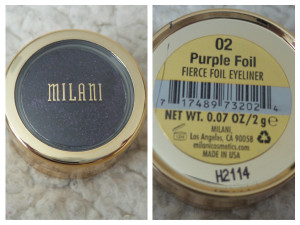 MILANI
02
Purple Foil
FIERCE FOIL EYELINER
7 17489 73202 4
NET WT. 0.07 OZ/2 g e
MILANI,
Los Angeles, CA 90058
milanicosmetics.com
MADE IN USA
H2114